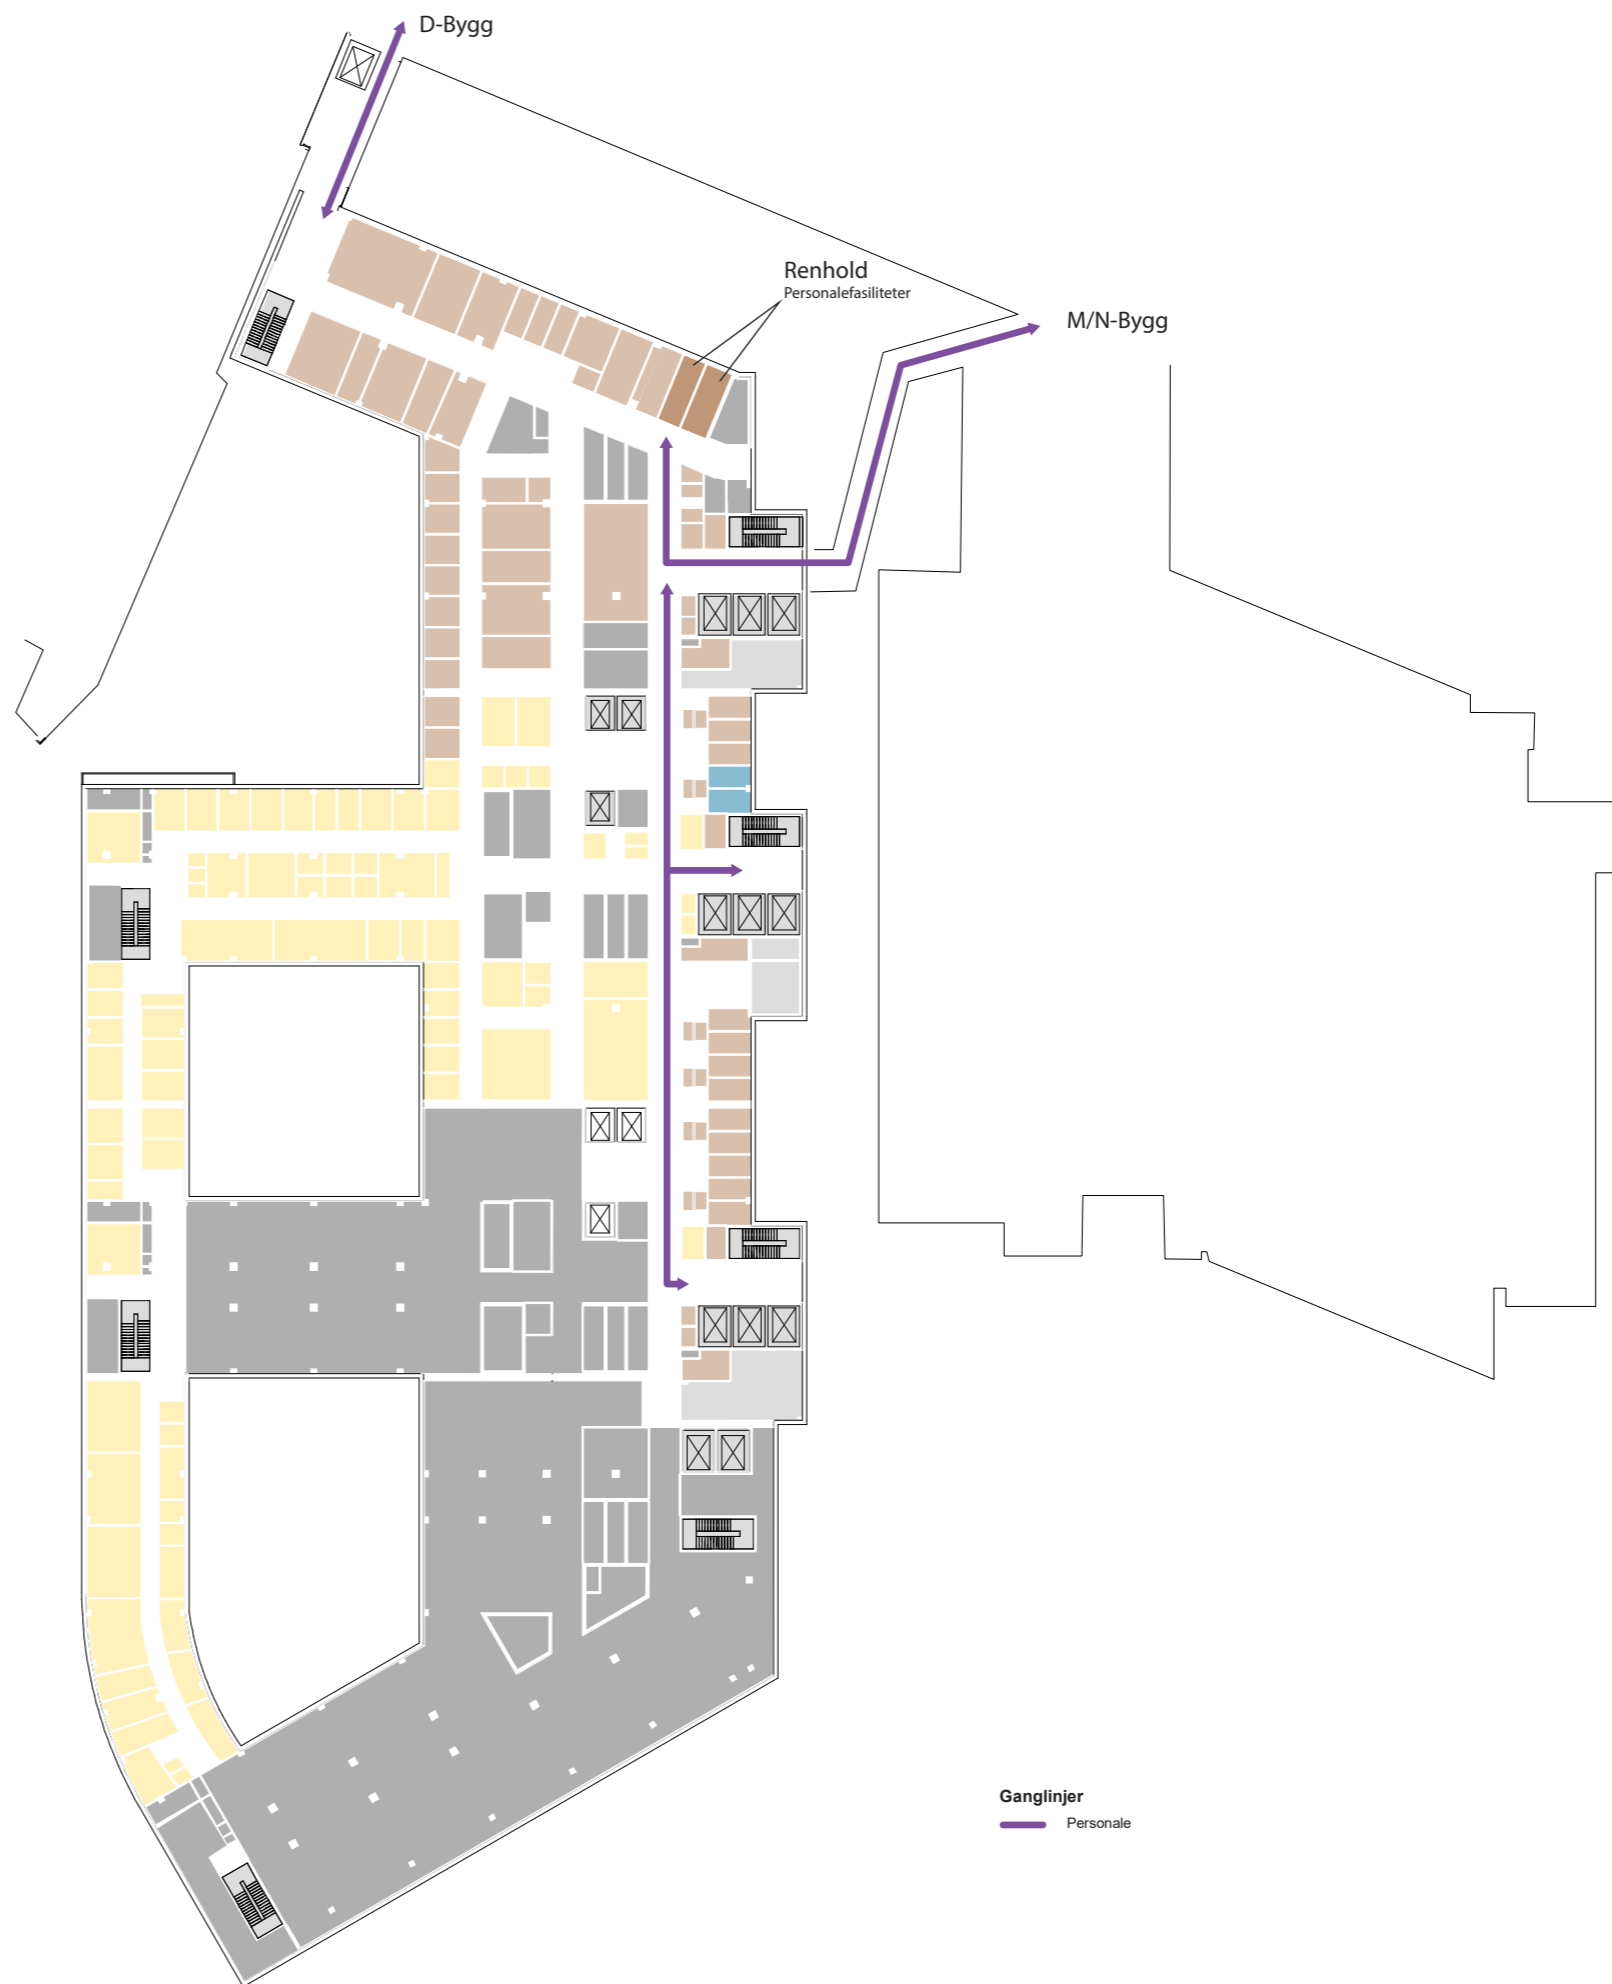 D-Bygg
Renhold
Personalefasiliteter
M/N-Bygg
Ganglinjer
Personale